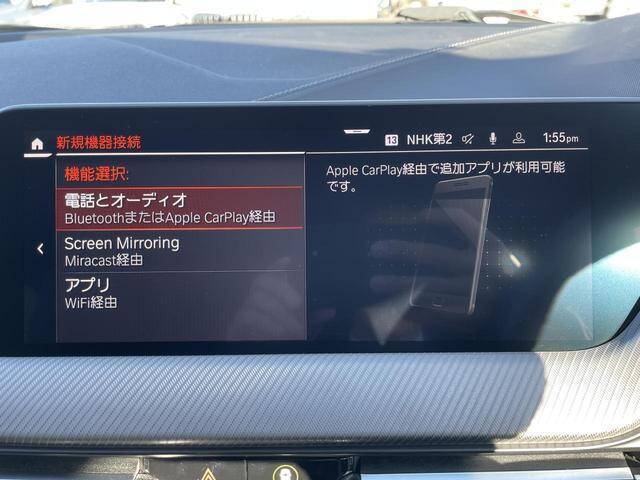 新規機器接続
13 NHK第2 1:55pm
機能選択:
電話とオーディオ
BluetoothまたはApple CarPlay経由
Screen Mirroring
Miracast経由
アプリ
WiFi経由
Apple CarPlay経由で追加アプリが利用可能
です。